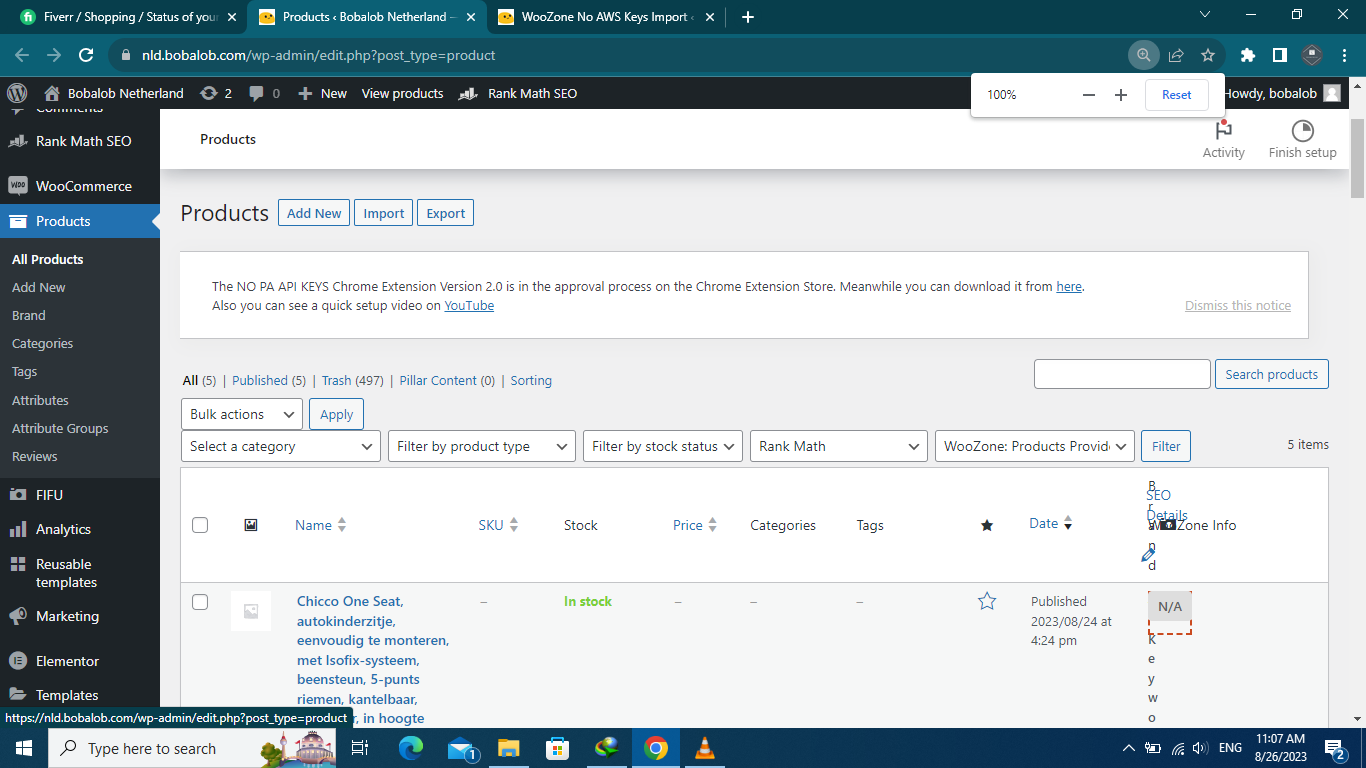 Fiverr / Shopping / Status of your
Products ‹ Bobalob Netherland —
WooZone No AWS Keys Import ‹
nld.bobalob.com/wp-admin/edit.php?post_type=product
100%
Reset
Bobalob Netherland
2
0
New
View products
Rank Math SEO
Howdy, bobalob
Comments
Rank Math SEO
WooCommerce
Products
All Products
Add New
Brand
Categories
Tags
Attributes
Attribute Groups
Reviews
FIFU
Analytics
Reusable
templates
Marketing
Elementor
Templates
Products
Activity
Finish setup
Products
Add New
Import
Export
The NO PA API KEYS Chrome Extension Version 2.0 is in the approval process on the Chrome Extension Store. Meanwhile you can download it from here.
Also you can see a quick setup video on YouTube
Dismiss this notice
All (5) | Published (5) | Trash (497) | Pillar Content (0) | Sorting
Search products
Bulk actions
Apply
Select a category
Filter by product type
Filter by stock status
Rank Math
WooZone: Products Provide
Filter
5 items
Name
SKU
Stock
Price
Categories
Tags
Date
Brand
SEO
Details
WooZone Info
Chicco One Seat,
autokinderzitje,
eenvoudig te monteren,
met Isofix-systeem,
beensteun, 5-punts
riemen, kantelbaar,
, in hoogte
–
In stock
–
–
–
Published
2023/08/24 at
4:24 pm
N/A
Keywo
https://nld.bobalob.com/wp-admin/edit.php?post_type=product
Type here to search
1
ENG
11:07 AM
8/26/2023
2